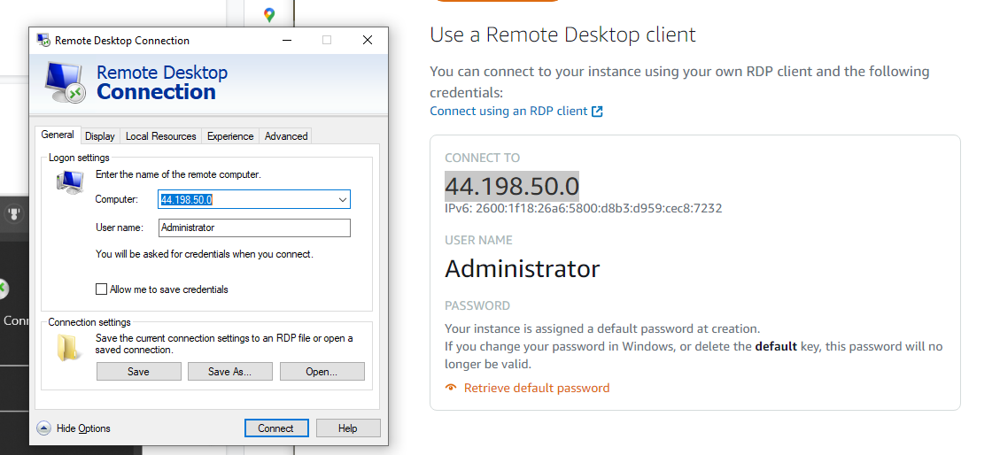 Remote Desktop Connection
Remote Desktop
Connection
General
Display
Local Resources
Experience
Advanced
Logon settings
Enter the name of the remote computer.
Computer:
44.198.50.0
User name:
Administrator
You will be asked for credentials when you connect.
Allow me to save credentials
Connection settings
Save the current connection settings to an RDP file or open a
saved connection.
Save
Save As...
Open...
Hide Options
Connect
Help
Conn
Use a Remote Desktop client
You can connect to your instance using your own RDP client and the following
credentials:
Connect using an RDP client
CONNECT TO
44.198.50.0
IPv6: 2600:1f18:26a6:5800:d8b3:d959:cec8:7232
USER NAME
Administrator
PASSWORD
Your instance is assigned a default password at creation.
If you change your password in Windows, or delete the default key, this password will no
longer be valid.
Retrieve default password